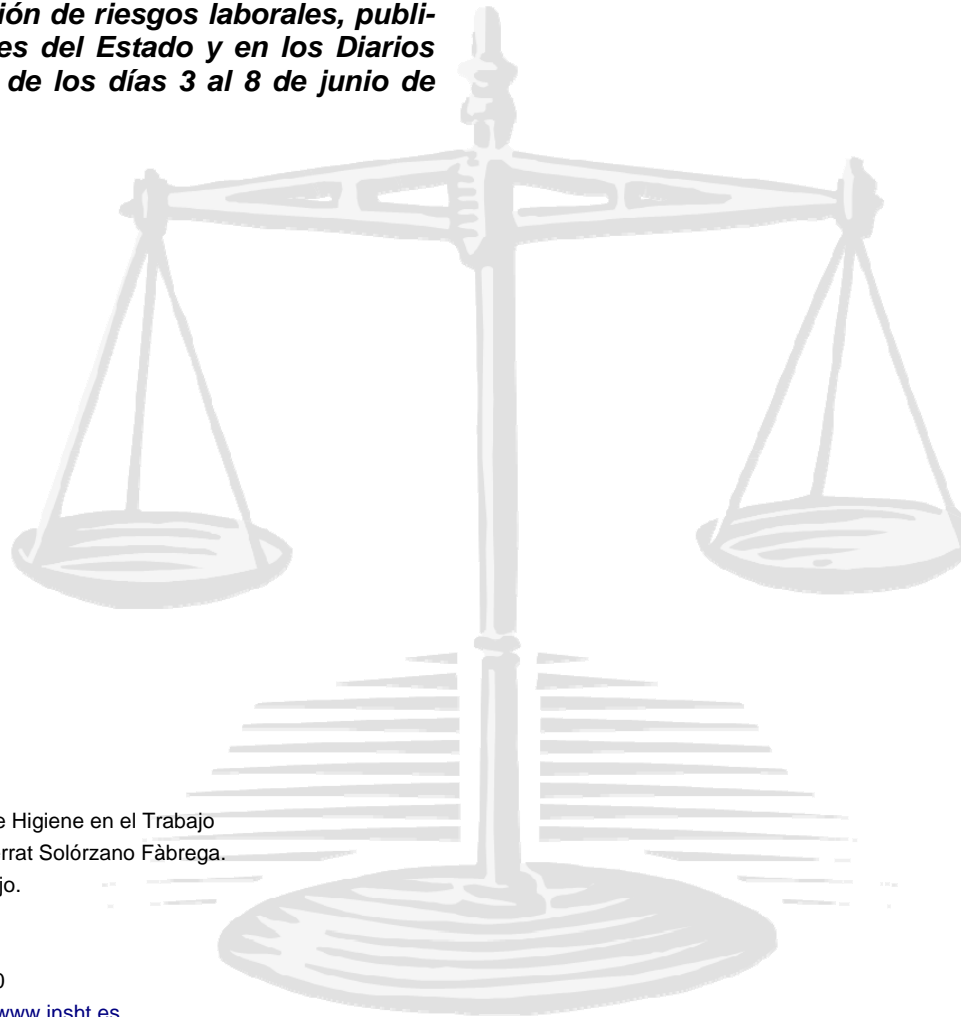 ión de riesgos laborales, publi-
es del Estado y en los Diarios
de los días 3 al 8 de junio de
e Higiene en el Trabajo
rrat Solórzano Fàbrega.
jo.
0
www.insht.es